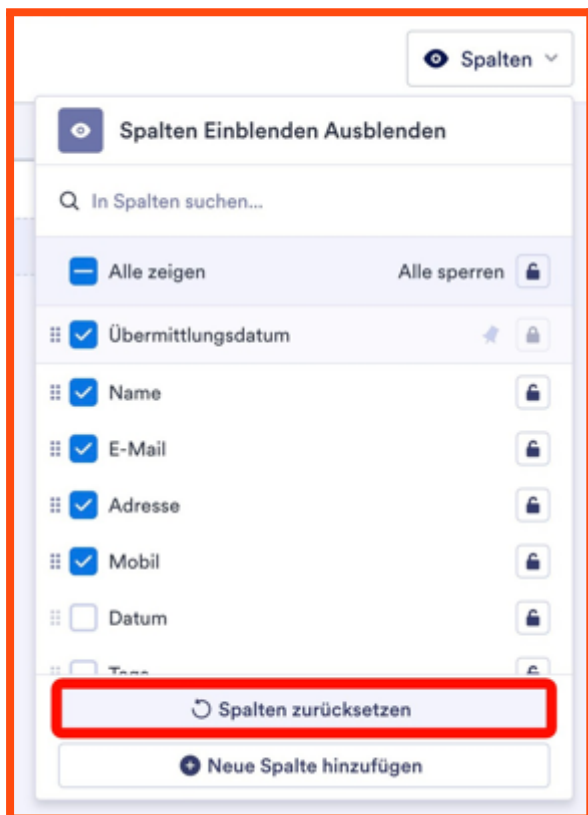 Spalten
Spalten Einblenden Ausblenden
In Spalten suchen...
Alle zeigen Alle sperren
Übermittlungsdatum
Name
E-Mail
Adresse
Mobil
Datum
Spalten zurücksetzen
Neue Spalte hinzufügen